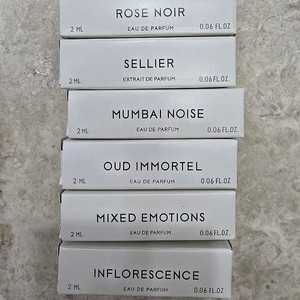 ROSE NOIR
2 ML EAU DE PARFUM 0.06 FL.OZ
SELLIER
2 ML EXTRAIT DE PARFUM 0.06 FL.OZ.
MUMBAI NOISE
2 ML EAU DE PARFUM 0.06 FL.OZ
OUD IMMORTEL
2 ML EAU DE PARFUM 0.06 FL.OZ
MIXED EMOTIONS
2 ML EAU DE PARFUM 0.06 FL.OZ.
INFLORESCENCE
2 ML EAU DE PARFUM 0.06 FL.OZ